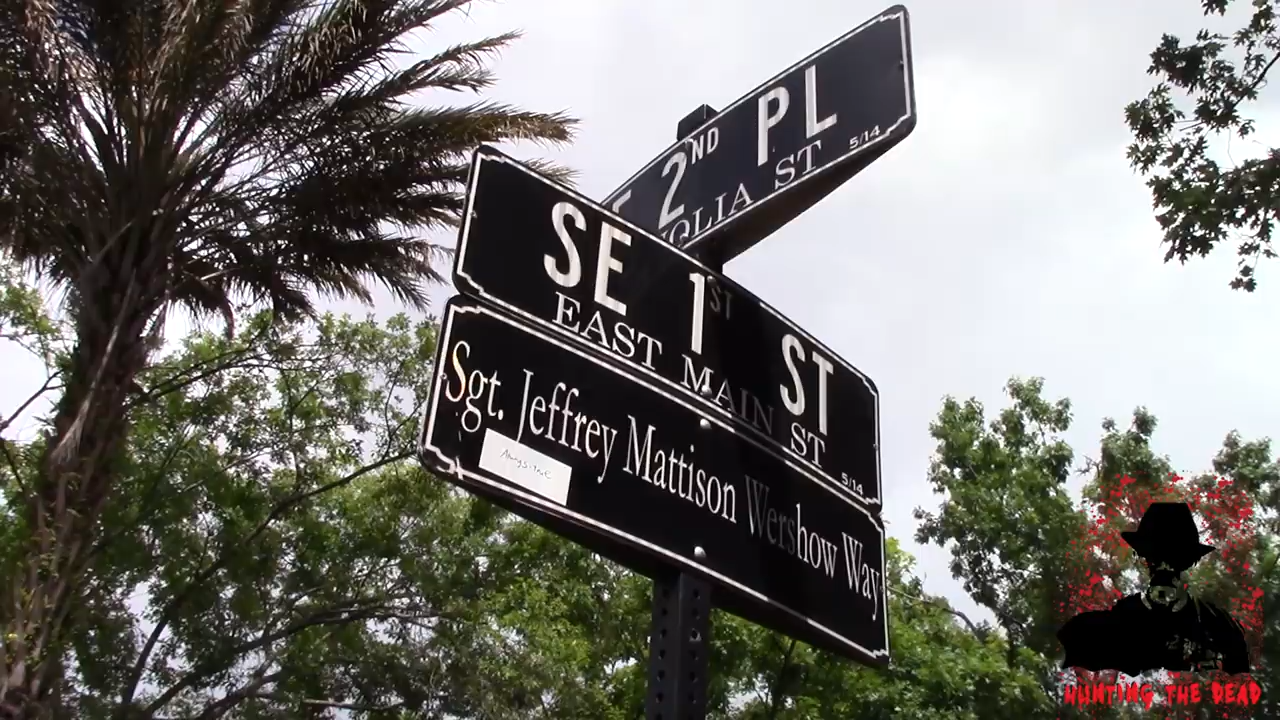 2ND PL
OLIA ST 5/14
SE 1ST ST
EAST MAIN ST 5/14
Sgt. Jeffrey Mattison Wershow Way
HUNTING THE DEAD